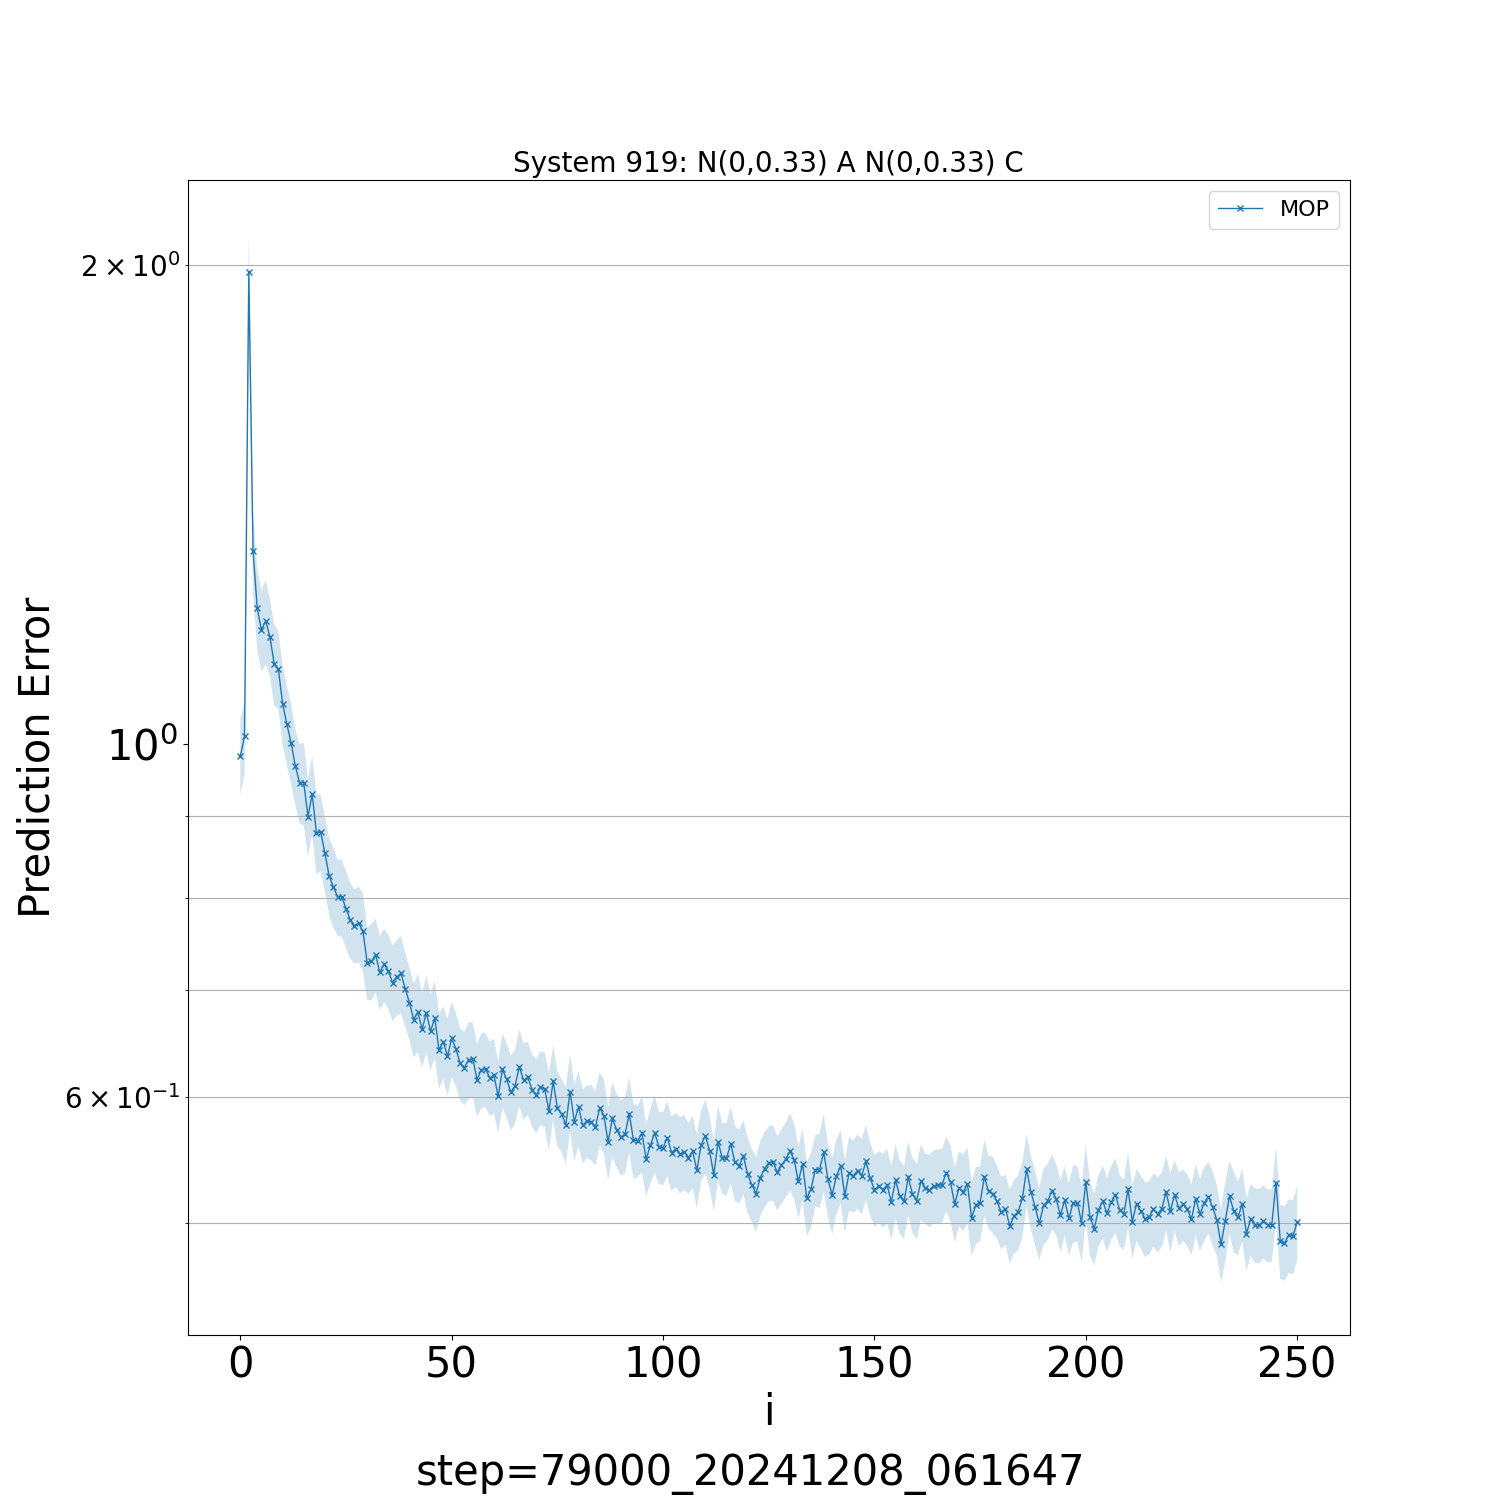 System 919: N(0,0.33) A N(0,0.33) C
MOP
Prediction Error
2 × 10⁰
10⁰
6 × 10⁻¹
0 50 100 150 200 250
i
step=79000_20241208_061647